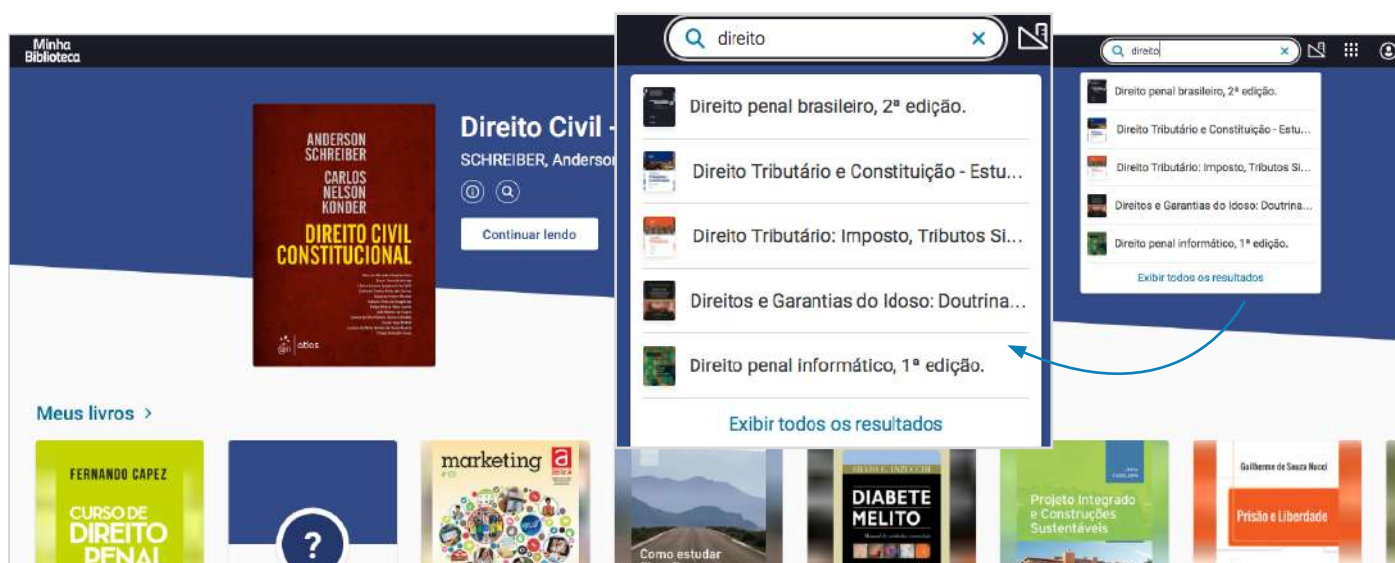 Minha
Biblioteca
ANDERSON
SCHREIBER
CARLOS
NELSON
KONDER
DIREITO CIVIL
CONSTITUCIONAL
atlas
Direito Civil -
SCHREIBER, Anderson
Continuar lendo
direito
Direito penal brasileiro, 2ª edição.
Direito Tributário e Constituição - Estu...
Direito Tributário: Imposto, Tributos Si...
Direitos e Garantias do Idoso: Doutrina...
Direito penal informático, 1ª edição.
Exibir todos os resultados
direito
Direito penal brasileiro, 2ª edição.
Direito Tributário e Constituição - Estu...
Direito Tributário: Imposto, Tributos Si...
Direitos e Garantias do Idoso: Doutrina...
Direito penal informático, 1ª edição.
Exibir todos os resultados
Meus livros >
FERNANDO CAPEZ
CURSO DE
DIREITO
PENAL
?
marketing
a
Como estudar
SILVIO E. INZUCCHI
DIABETE
MELITO
Projeto Integrado
e Construções
Sustentáveis
Guilherme de Souza Nucci
Prisão e Liberdade